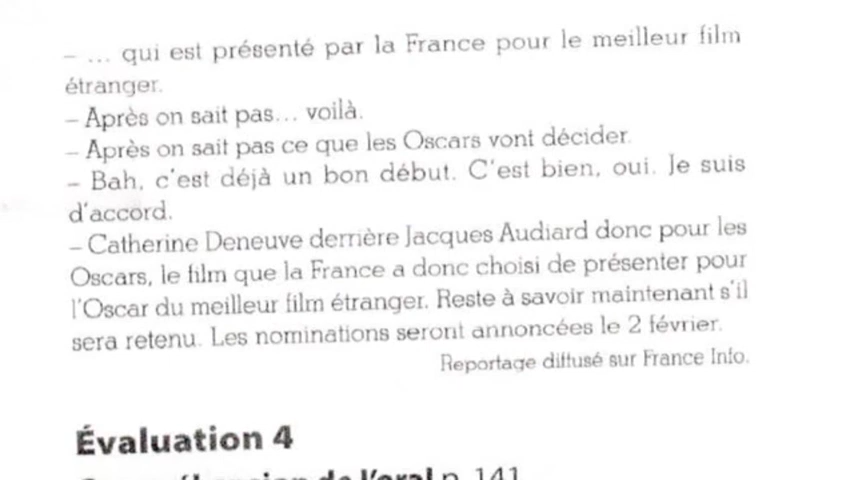 – ... qui est présenté par la France pour le meilleur film
étranger.
– Après on sait pas... voilà.
– Après on sait pas ce que les Oscars vont décider.
– Bah, c'est déjà un bon début. C'est bien, oui. Je suis
d'accord.
– Catherine Deneuve derrière Jacques Audiard donc pour les
Oscars, le film que la France a donc choisi de présenter pour
l'Oscar du meilleur film étranger. Reste à savoir maintenant s'il
sera retenu. Les nominations seront annoncées le 2 février.
Reportage diffusé sur France Info.
Évaluation 4
de l'oral p. 141